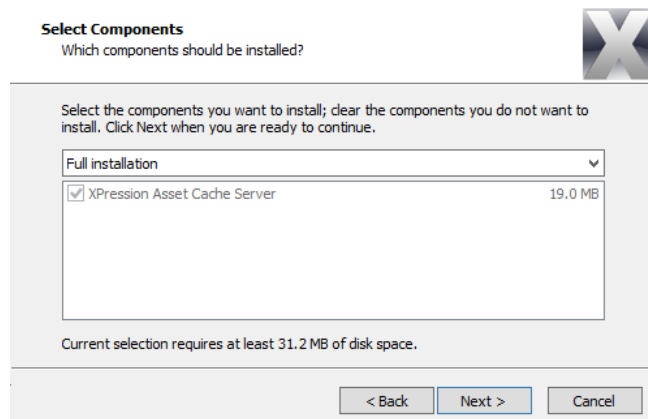 Select Components
Which components should be installed?
X
Select the components you want to install; clear the components you do not want to
install. Click Next when you are ready to continue.
Full installation
XPression Asset Cache Server 19.0 MB
Current selection requires at least 31.2 MB of disk space.
< Back Next > Cancel